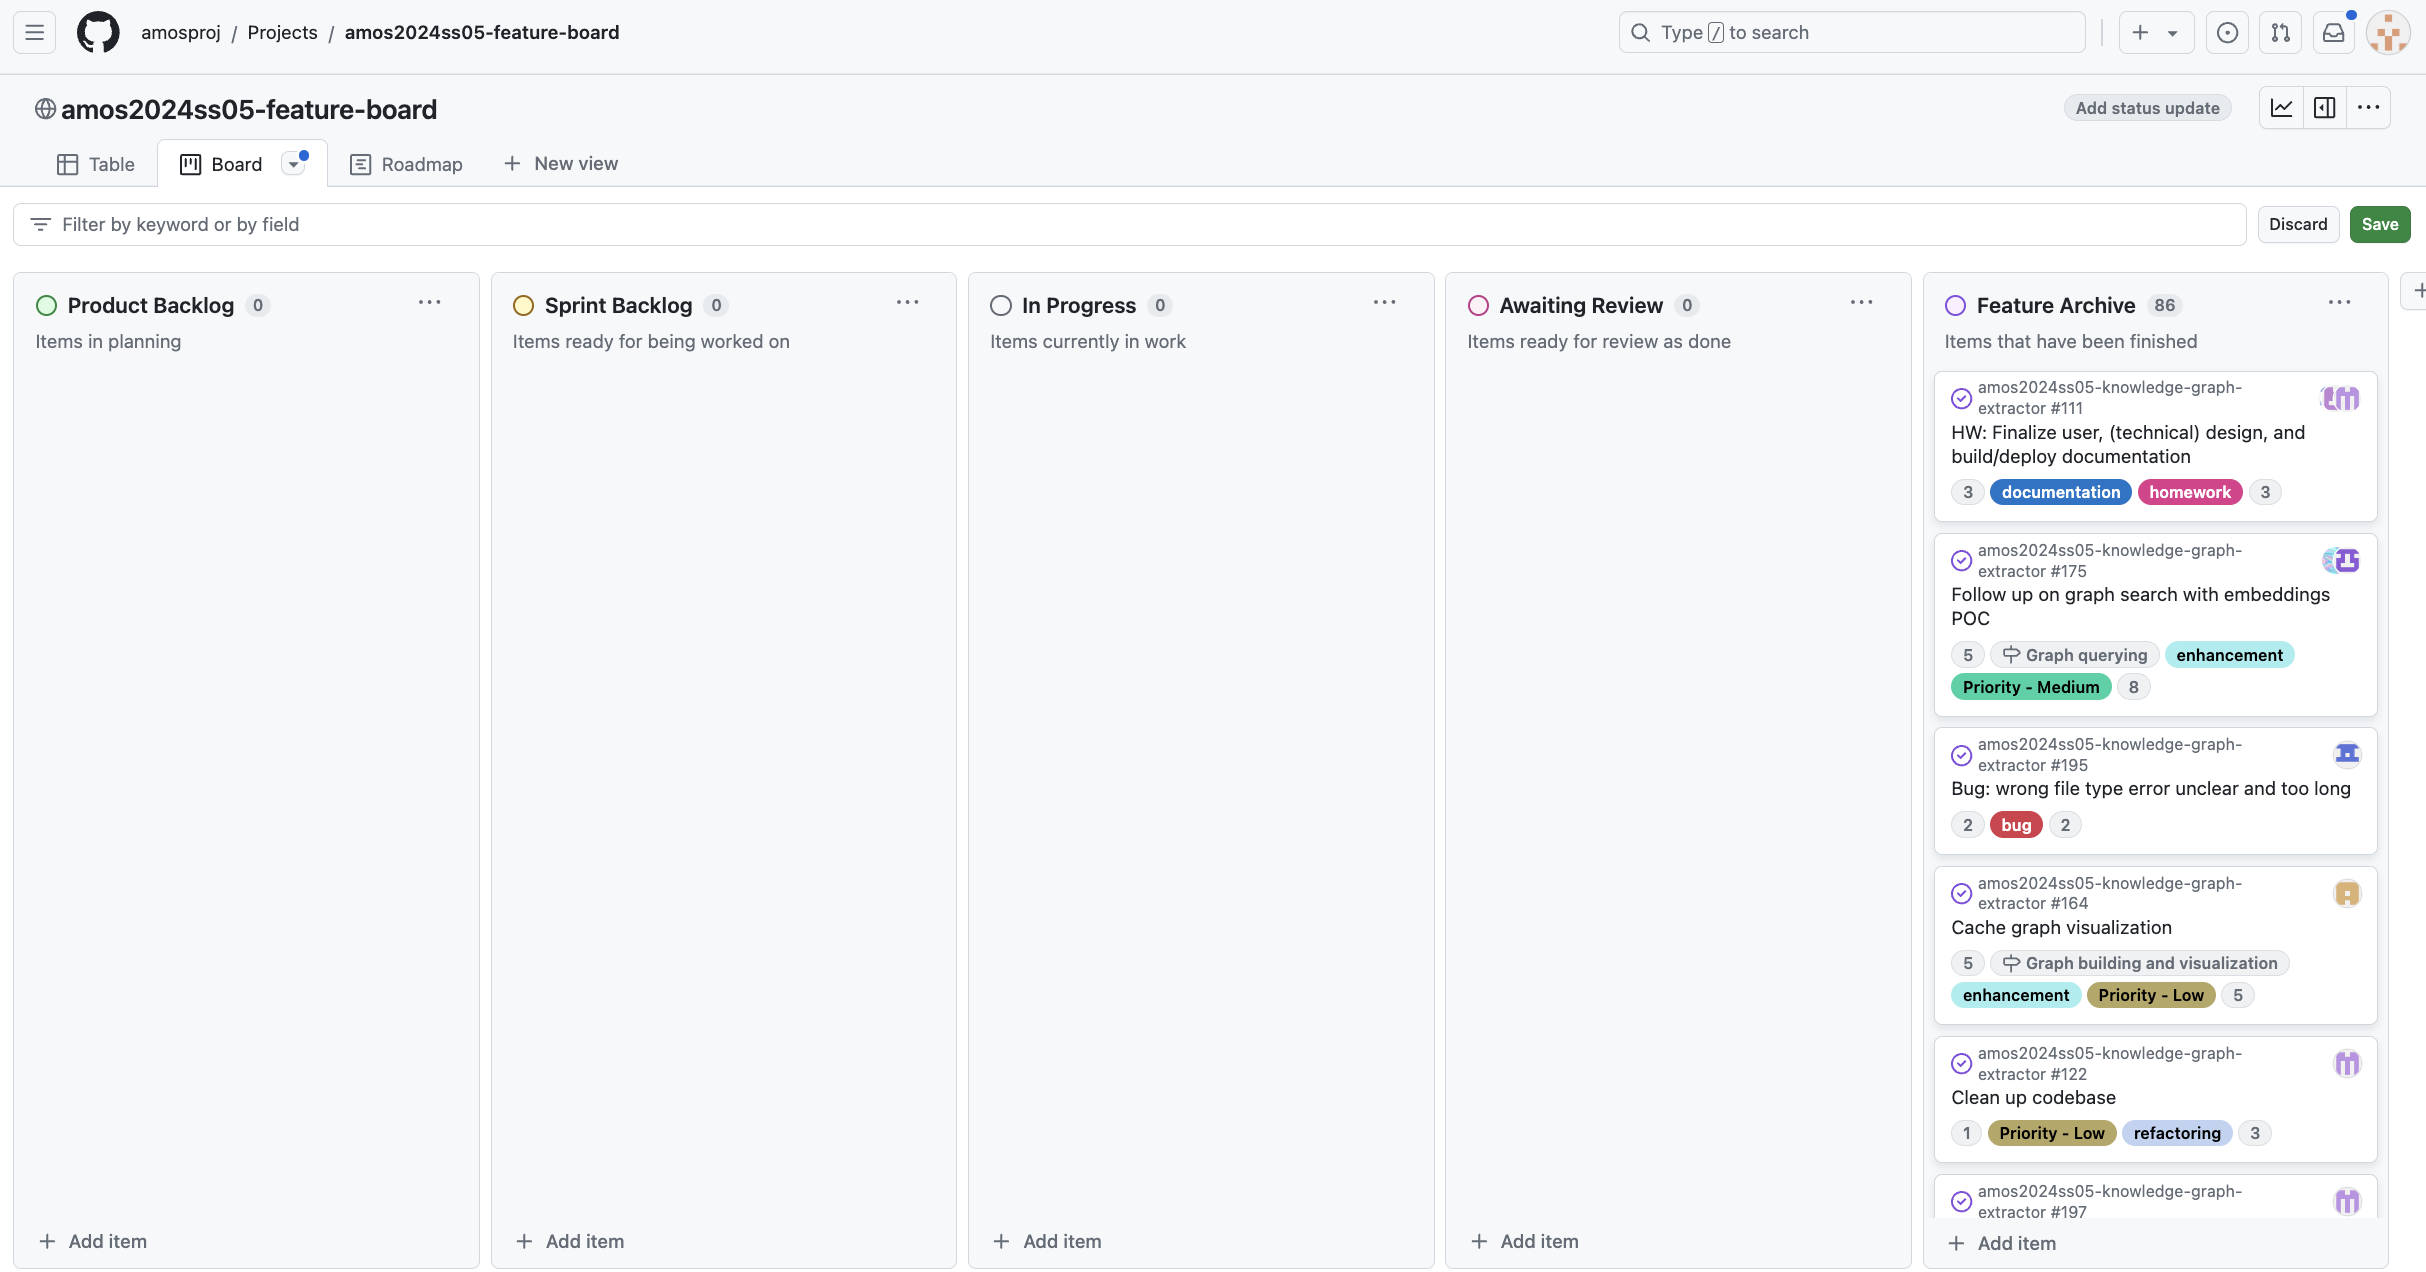 amosproj / Projects / amos2024ss05-feature-board
Type / to search
amos2024ss05-feature-board
Add status update
Table
Board
Roadmap
New view
Filter by keyword or by field
Discard
Save
Product Backlog 0
Items in planning
Add item
Sprint Backlog 0
Items ready for being worked on
Add item
In Progress 0
Items currently in work
Add item
Awaiting Review 0
Items ready for review as done
Add item
Feature Archive 86
Items that have been finished
amos2024ss05-knowledge-graph-
extractor #111
HW: Finalize user, (technical) design, and
build/deploy documentation
3 documentation homework 3
amos2024ss05-knowledge-graph-
extractor #175
Follow up on graph search with embeddings
POC
5 Graph querying enhancement
Priority - Medium 8
amos2024ss05-knowledge-graph-
extractor #195
Bug: wrong file type error unclear and too long
2 bug 2
amos2024ss05-knowledge-graph-
extractor #164
Cache graph visualization
5 Graph building and visualization
enhancement Priority - Low 5
amos2024ss05-knowledge-graph-
extractor #122
Clean up codebase
1 Priority - Low refactoring 3
amos2024ss05-knowledge-graph-
extractor #197
Add item